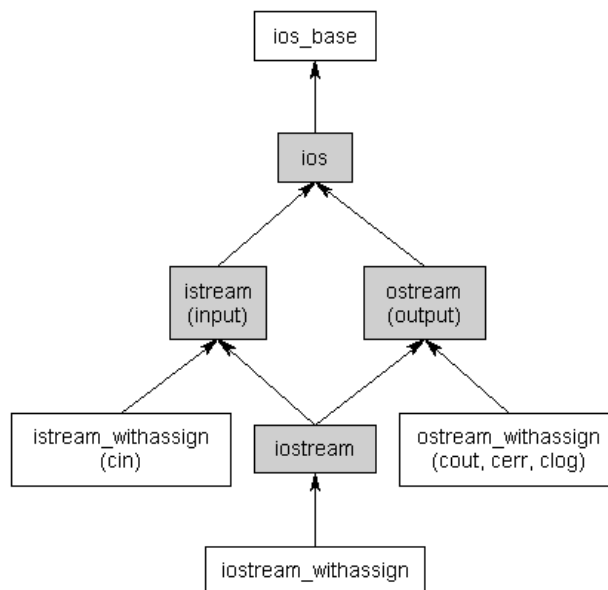 ios_base
ios
istream
(input)
ostream
(output)
istream_withassign
(cin)
iostream
ostream_withassign
(cout, cerr, clog)
iostream_withassign